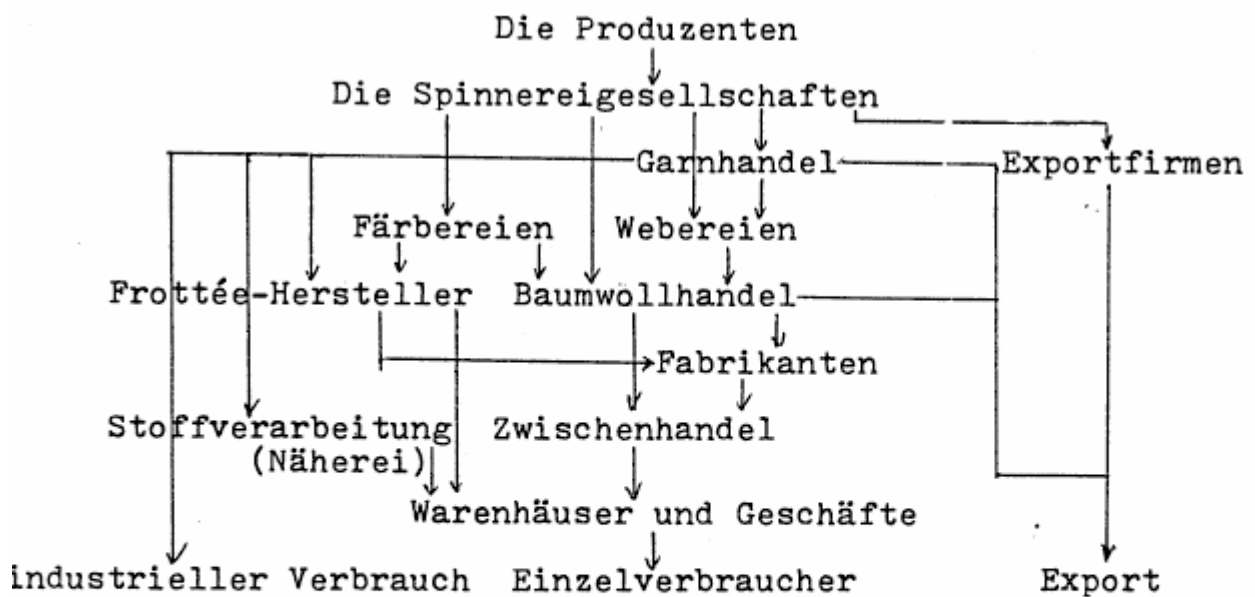 Die Produzenten
Die Spinnereigesellschaften
Garnhandel Exportfirmen
Färbereien Webereien
Frottée-Hersteller Baumwollhandel
Fabrikanten
Stoffverarbeitung Zwischenhandel
(Näherei)
Warenhäuser und Geschäfte
industrieller Verbrauch Einzelverbraucher Export